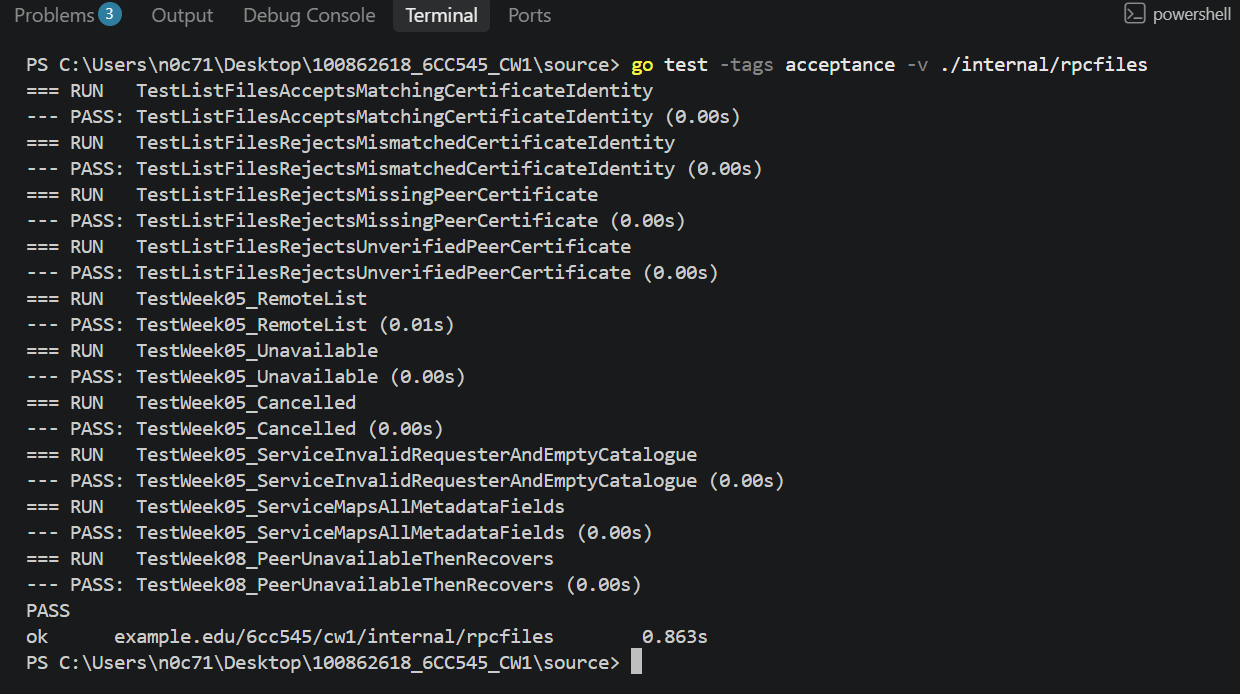 Problems 3 Output Debug Console Terminal Ports powershell
PS C:\Users\n0c71\Desktop\100862618_6CC545_CW1\source> go test -tags acceptance -v ./internal/rpcfiles
=== RUN   TestListFilesAcceptsMatchingCertificateIdentity
--- PASS: TestListFilesAcceptsMatchingCertificateIdentity (0.00s)
=== RUN   TestListFilesRejectsMismatchedCertificateIdentity
--- PASS: TestListFilesRejectsMismatchedCertificateIdentity (0.00s)
=== RUN   TestListFilesRejectsMissingPeerCertificate
--- PASS: TestListFilesRejectsMissingPeerCertificate (0.00s)
=== RUN   TestListFilesRejectsUnverifiedPeerCertificate
--- PASS: TestListFilesRejectsUnverifiedPeerCertificate (0.00s)
=== RUN   TestWeek05_RemoteList
--- PASS: TestWeek05_RemoteList (0.01s)
=== RUN   TestWeek05_Unavailable
--- PASS: TestWeek05_Unavailable (0.00s)
=== RUN   TestWeek05_Cancelled
--- PASS: TestWeek05_Cancelled (0.00s)
=== RUN   TestWeek05_ServiceInvalidRequesterAndEmptyCatalogue
--- PASS: TestWeek05_ServiceInvalidRequesterAndEmptyCatalogue (0.00s)
=== RUN   TestWeek05_ServiceMapsAllMetadataFields
--- PASS: TestWeek05_ServiceMapsAllMetadataFields (0.00s)
=== RUN   TestWeek08_PeerUnavailableThenRecovers
--- PASS: TestWeek08_PeerUnavailableThenRecovers (0.00s)
PASS
ok      example.edu/6cc545/cw1/internal/rpcfiles        0.863s
PS C:\Users\n0c71\Desktop\100862618_6CC545_CW1\source>